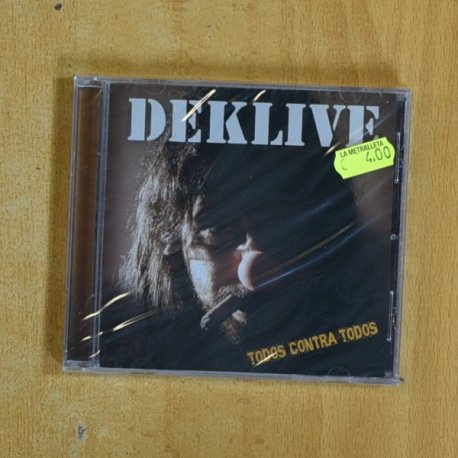 DEKLIVE
LA METRALLETA
€ 4,00
TODOS CONTRA TODOS